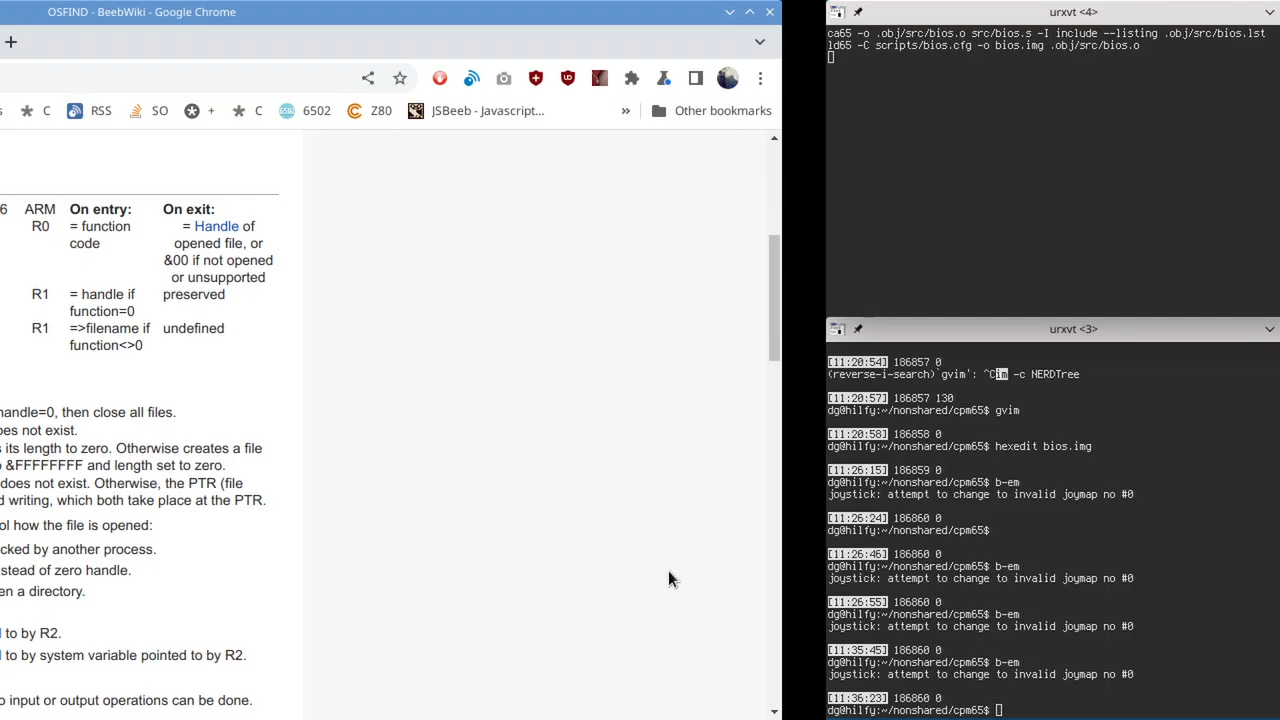 OSFIND - BeebWiki - Google Chrome
s C RSS SO + C 6502 Z80 JSBeeb - Javascript... » Other bookmarks
6 ARM On entry: On exit:
R0 = function code = Handle of opened file, or &00 if not opened or unsupported
R1 = handle if function=0 preserved
R1 =>filename if function<>0 undefined
handle=0, then close all files.
oes not exist.
s its length to zero. Otherwise creates a file
o &FFFFFFFF and length set to zero.
does not exist. Otherwise, the PTR (file
d writing, which both take place at the PTR.
ol how the file is opened:
cked by another process.
stead of zero handle.
en a directory.
l to by R2.
l to by system variable pointed to by R2.
o input or output operations can be done.
urxvt <4>
ca65 -o .obj/src/bios.o src/bios.s -I include --listing .obj/src/bios.lst
ld65 -C scripts/bios.cfg -o bios.img .obj/src/bios.o
urxvt <3>
[11:20:54] 186857 0
(reverse-i-search)`gvim': ^Cim -c NERDTree
[11:20:57] 186857 130
dg@hilfy:~/nonshared/cpm65$ gvim
[11:20:58] 186858 0
dg@hilfy:~/nonshared/cpm65$ hexedit bios.img
[11:26:15] 186859 0
dg@hilfy:~/nonshared/cpm65$ b-em
joystick: attempt to change to invalid joymap no #0
[11:26:24] 186860 0
dg@hilfy:~/nonshared/cpm65$
[11:26:46] 186860 0
dg@hilfy:~/nonshared/cpm65$ b-em
joystick: attempt to change to invalid joymap no #0
[11:26:55] 186860 0
dg@hilfy:~/nonshared/cpm65$ b-em
joystick: attempt to change to invalid joymap no #0
[11:35:45] 186860 0
dg@hilfy:~/nonshared/cpm65$ b-em
joystick: attempt to change to invalid joymap no #0
[11:36:23] 186860 0
dg@hilfy:~/nonshared/cpm65$